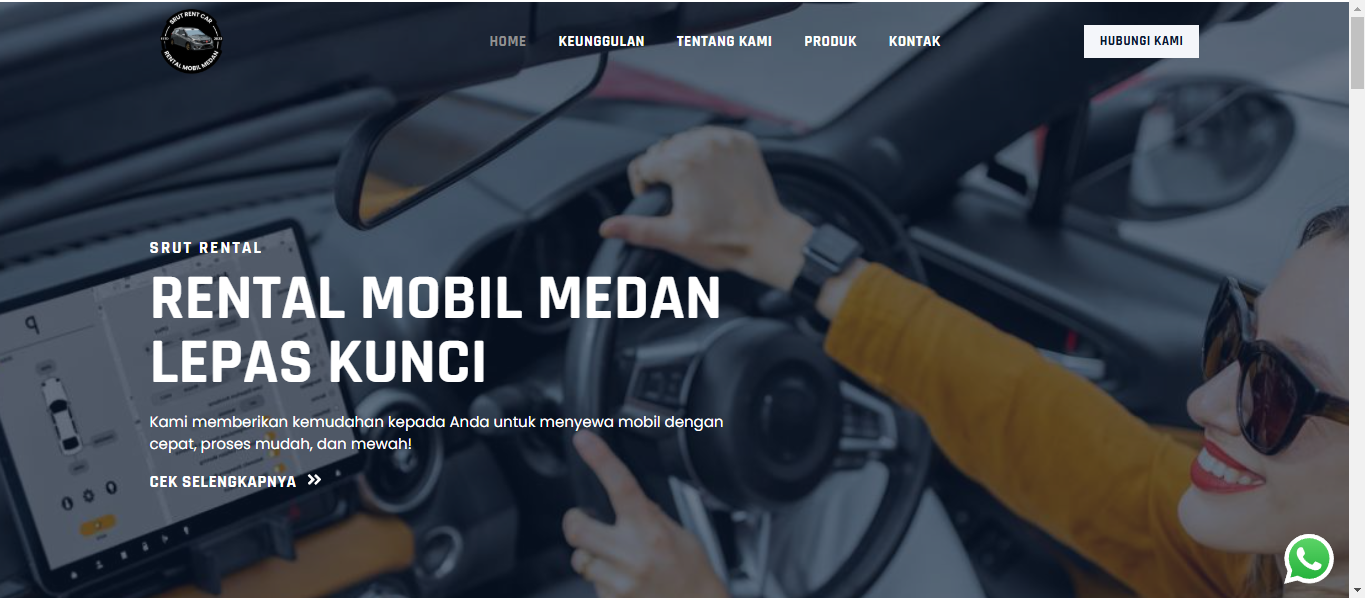 SRUT RENT CAR
RENTAL MOBIL MEDAN
HOME
KEUNGGULAN
TENTANG KAMI
PRODUK
KONTAK
HUBUNGI KAMI
SRUT RENTAL
RENTAL MOBIL MEDAN
LEPAS KUNCI
Kami memberikan kemudahan kepada Anda untuk menyewa mobil dengan
cepat, proses mudah, dan mewah!
CEK SELENGKAPNYA